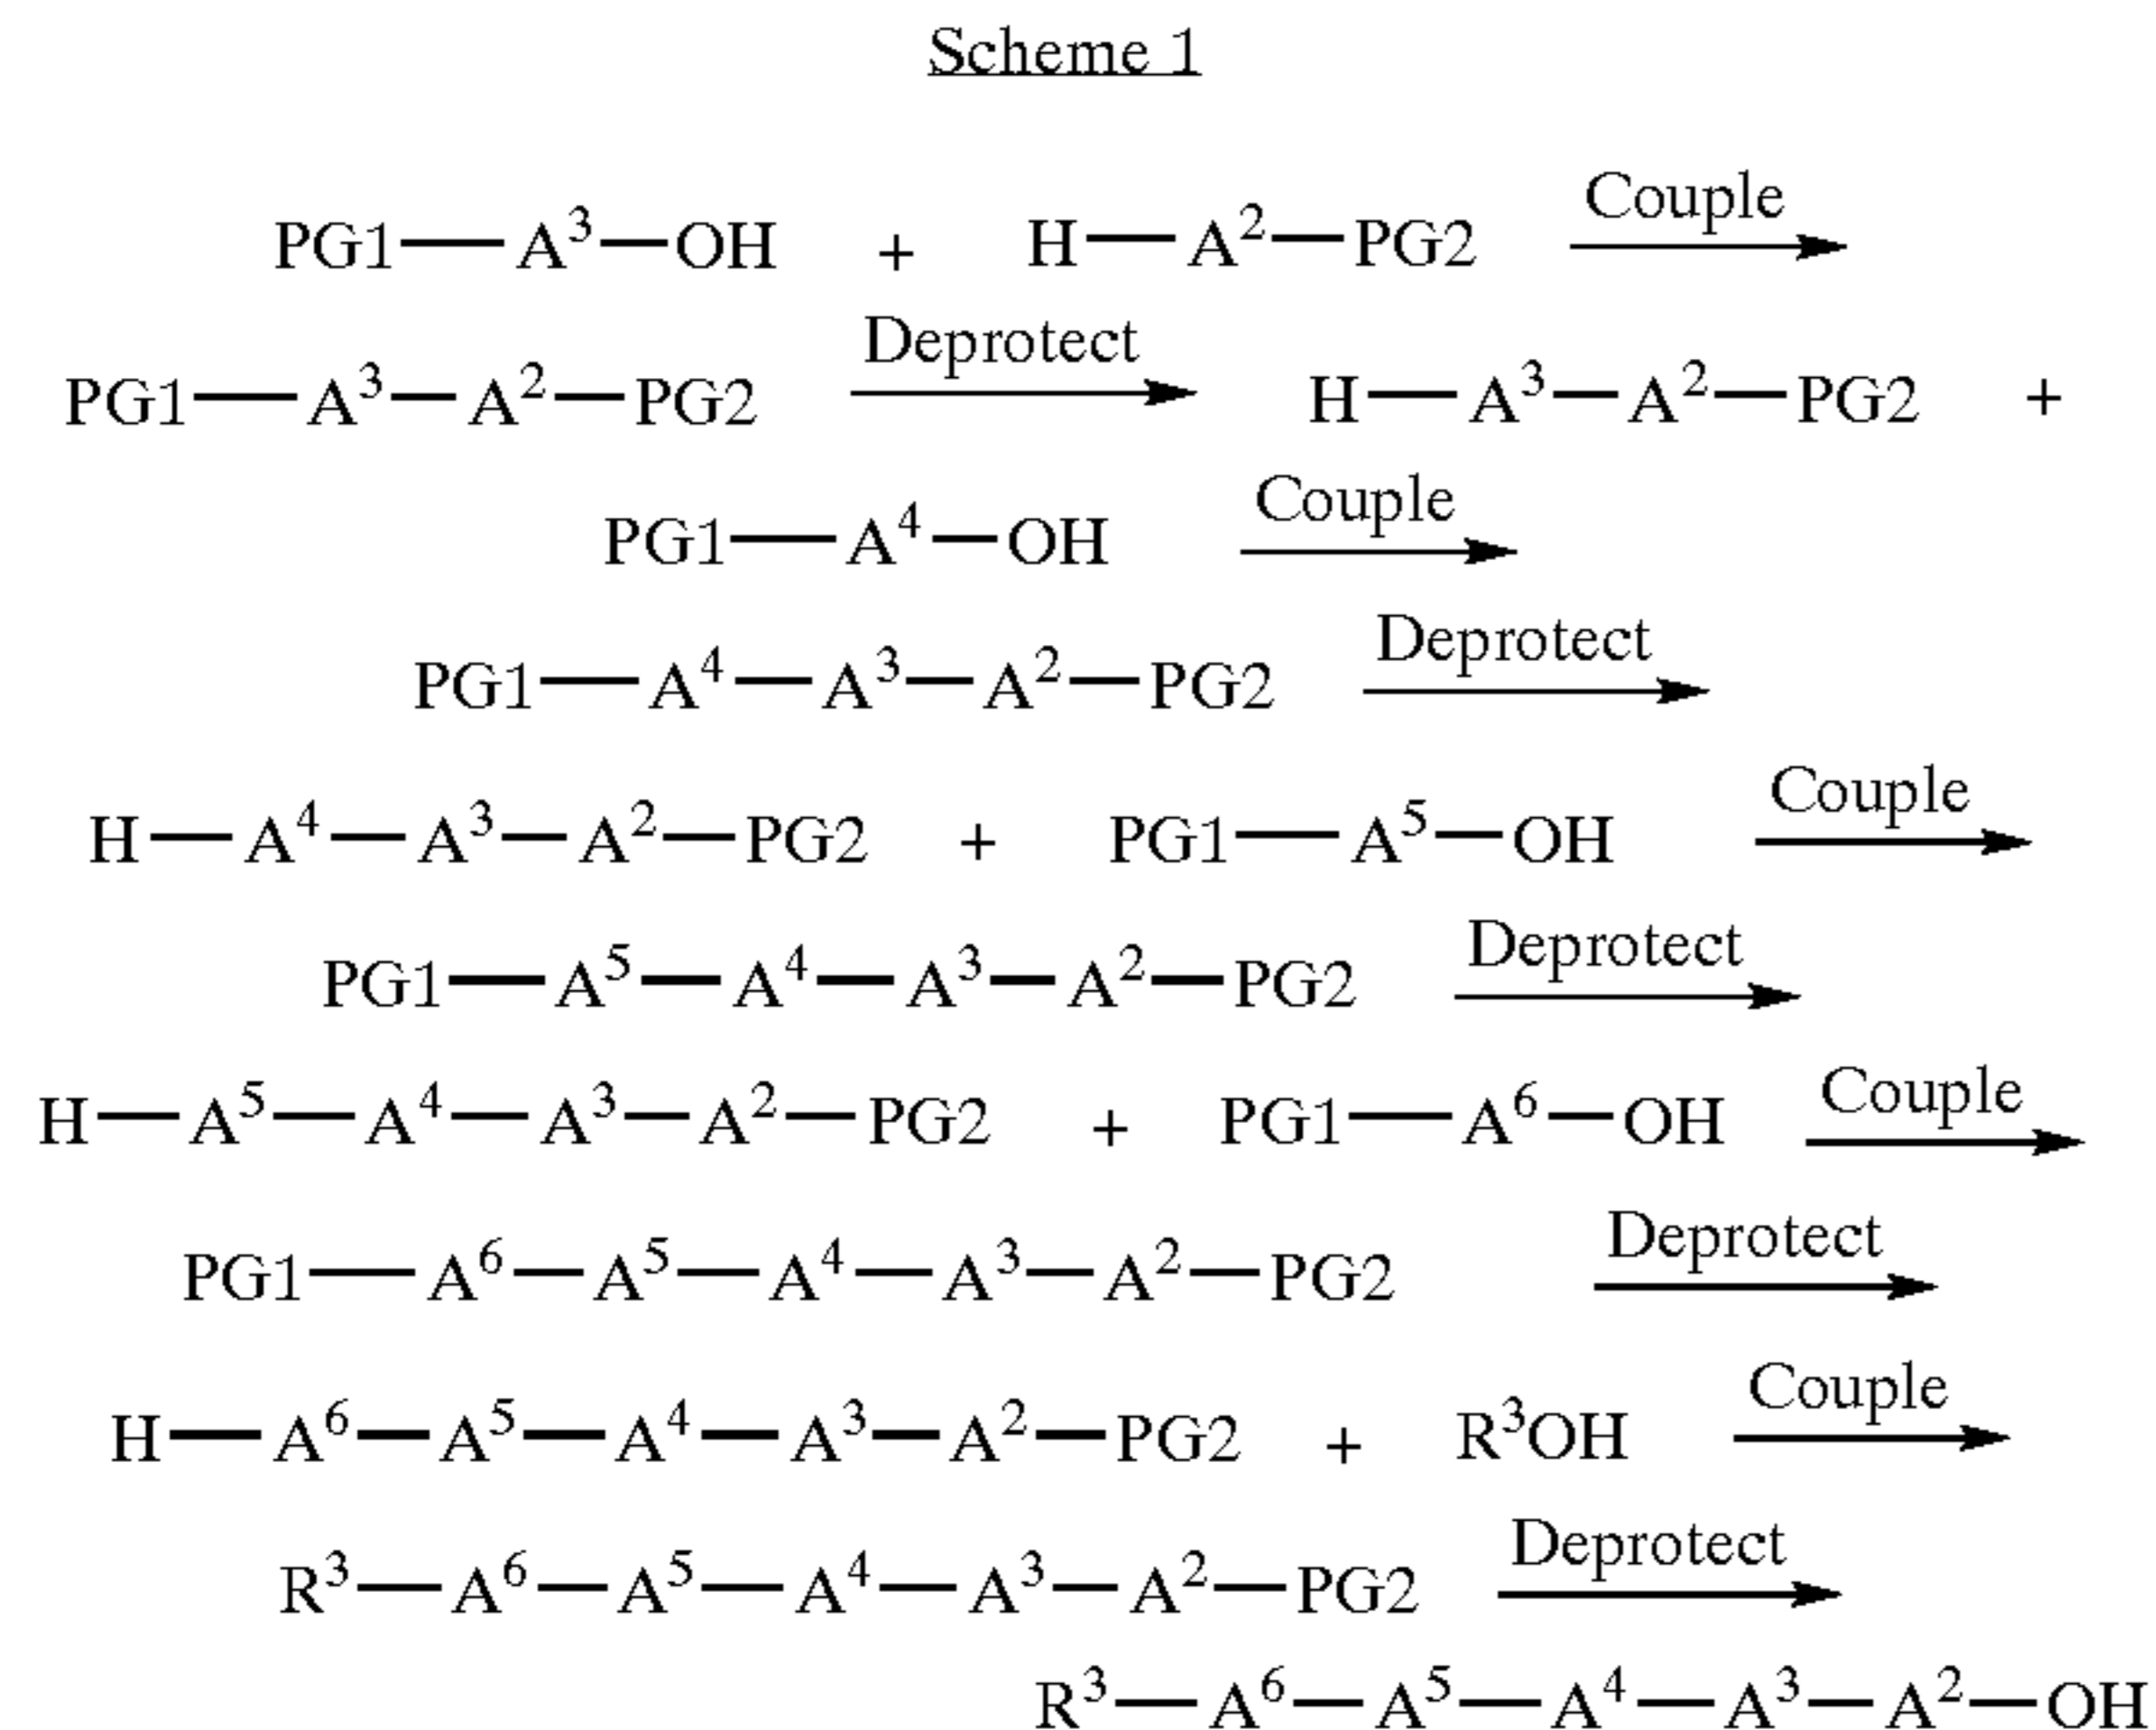 Scheme 1
Couple
PG1—A³—OH + H—A²—PG2
Deprotect
PG1—A³—A²—PG2 H—A³—A²—PG2 +
Couple
PG1—A⁴—OH
Deprotect
PG1—A⁴—A³—A²—PG2
Couple
H—A⁴—A³—A²—PG2 + PG1—A⁵—OH
Deprotect
PG1—A⁵—A⁴—A³—A²—PG2
Couple
H—A⁵—A⁴—A³—A²—PG2 + PG1—A⁶—OH
Deprotect
PG1—A⁶—A⁵—A⁴—A³—A²—PG2
Couple
H—A⁶—A⁵—A⁴—A³—A²—PG2 + R³OH
Deprotect
R³—A⁶—A⁵—A⁴—A³—A²—PG2
R³—A⁶—A⁵—A⁴—A³—A²—OH